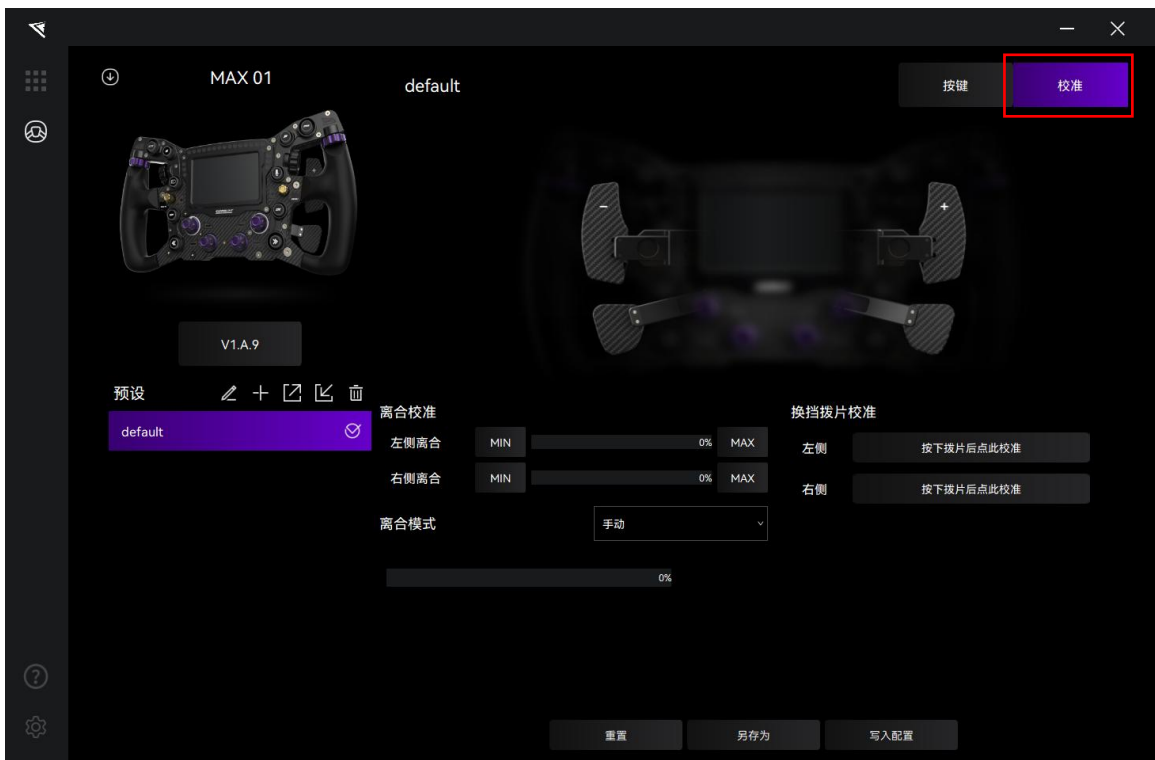 MAX 01
default
按键
校准
-
+
V1.A.9
预设
default
离合校准
左侧离合 MIN 0% MAX
右侧离合 MIN 0% MAX
离合模式 手动
0%
换挡拨片校准
左侧 按下拨片后点此校准
右侧 按下拨片后点此校准
重置 另存为 写入配置